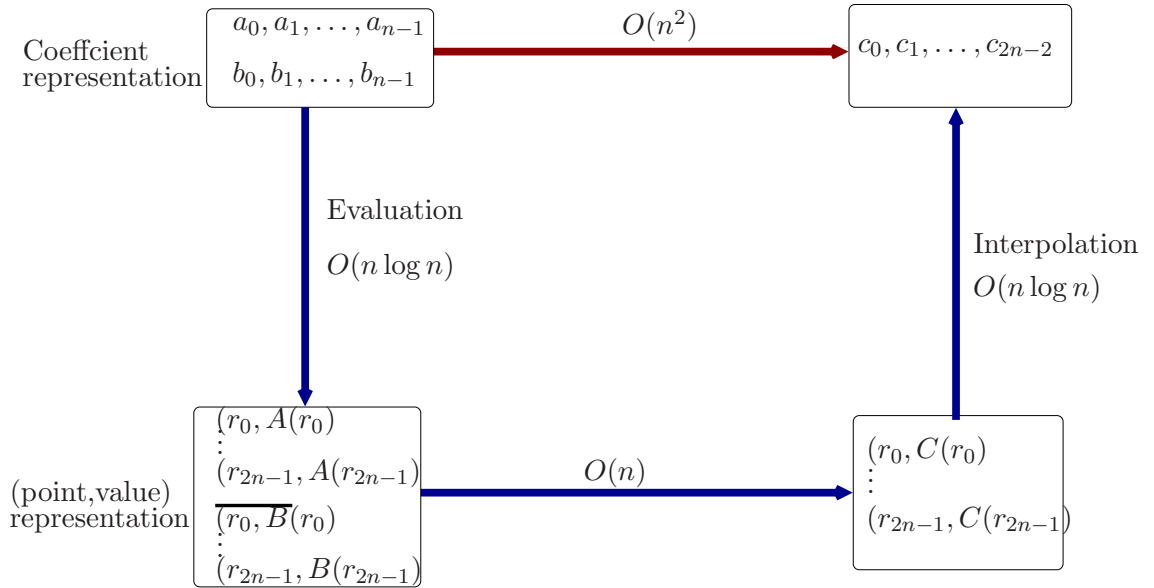 Coeffcient
representation
a_0, a_1, . . . , a_{n−1}
b_0, b_1, . . . , b_{n−1}
O(n^2)
c_0, c_1, . . . , c_{2n−2}
Evaluation
O(n log n)
Interpolation
O(n log n)
(point,value)
representation
(r_0, A(r_0)
⋮
(r_{2n−1}, A(r_{2n−1})
(r_0, B(r_0)
⋮
(r_{2n−1}, B(r_{2n−1})
O(n)
(r_0, C(r_0)
⋮
(r_{2n−1}, C(r_{2n−1})